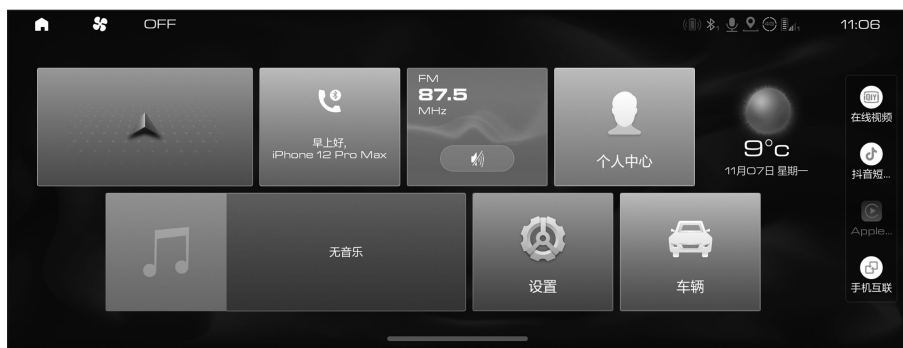 OFF
11:06
早上好,
iPhone 12 Pro Max
FM
87.5
MHz
个人中心
9°C
11月07日 星期一
在线视频
抖音短...
Apple...
手机互联
无音乐
设置
车辆